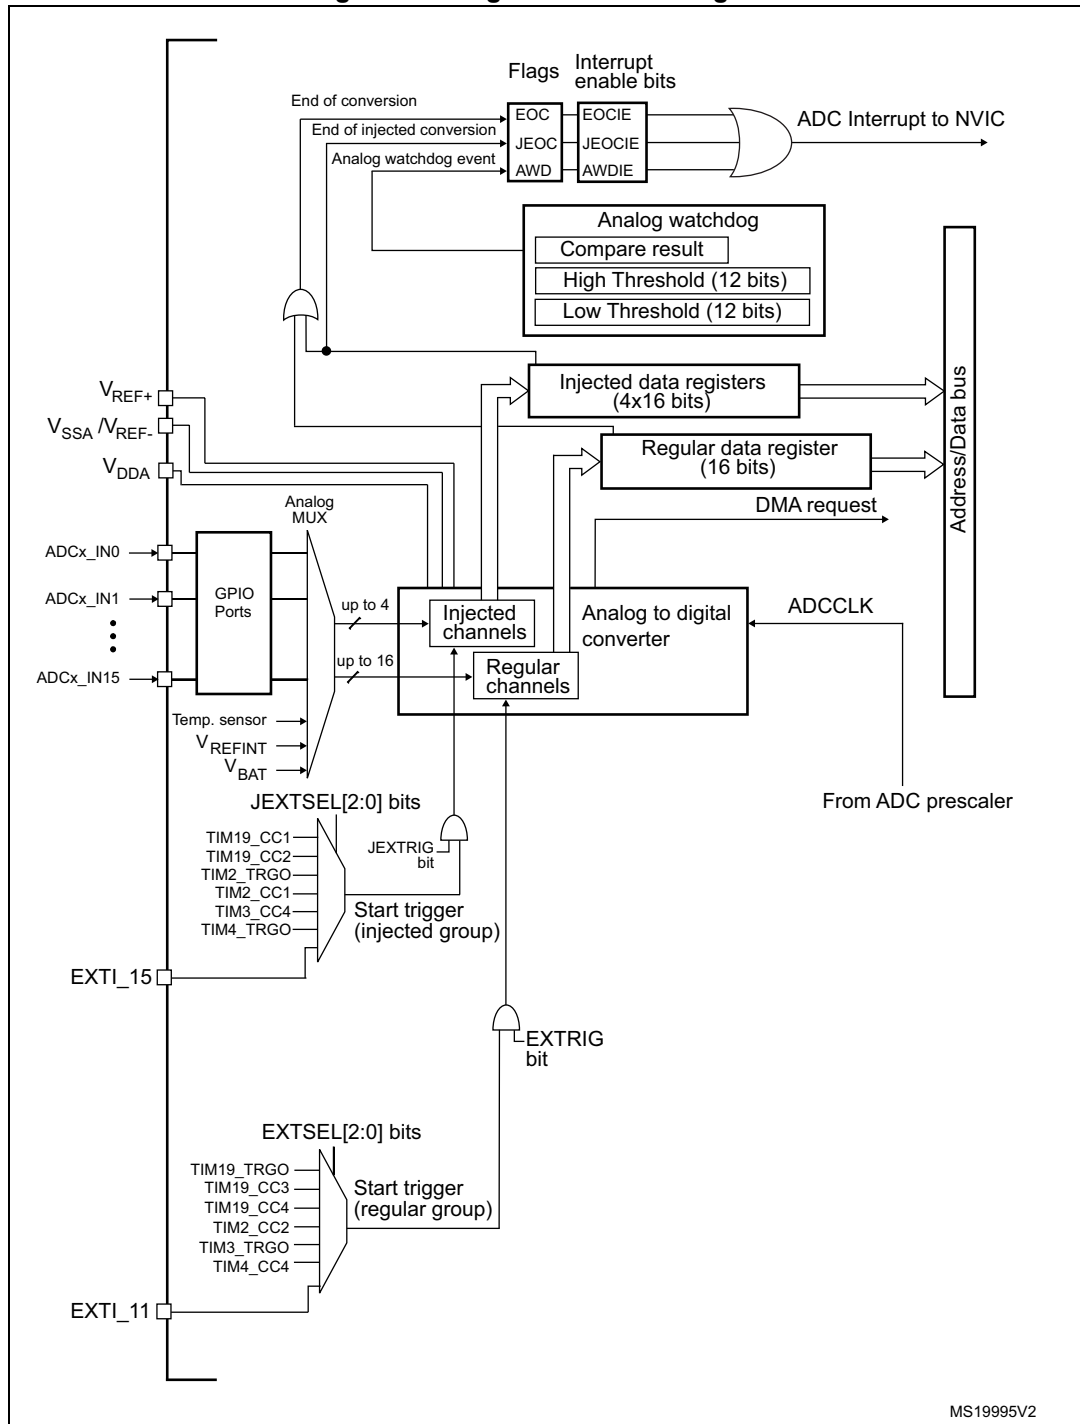 Flags
Interrupt
enable bits
End of conversion
EOC
EOCIE
ADC Interrupt to NVIC
End of injected conversion
JEOC
JEOCIE
Analog watchdog event
AWD
AWDIE
Analog watchdog
Compare result
High Threshold (12 bits)
Low Threshold (12 bits)
Injected data registers
(4x16 bits)
Regular data register
(16 bits)
Address/Data bus
DMA request
VREF+
VSSA /VREF-
VDDA
Analog
MUX
ADCx_IN0
ADCx_IN1
ADCx_IN15
GPIO
Ports
up to 4
up to 16
Injected
channels
Regular
channels
Analog to digital
converter
ADCCLK
From ADC prescaler
Temp. sensor
VREFINT
VBAT
JEXTSEL[2:0] bits
TIM19_CC1
TIM19_CC2
TIM2_TRGO
TIM2_CC1
TIM3_CC4
TIM4_TRGO
JEXTRIG
bit
Start trigger
(injected group)
EXTI_15
EXTRIG
bit
EXTSEL[2:0] bits
TIM19_TRGO
TIM19_CC3
TIM19_CC4
TIM2_CC2
TIM3_TRGO
TIM4_CC4
Start trigger
(regular group)
EXTI_11
MS19995V2